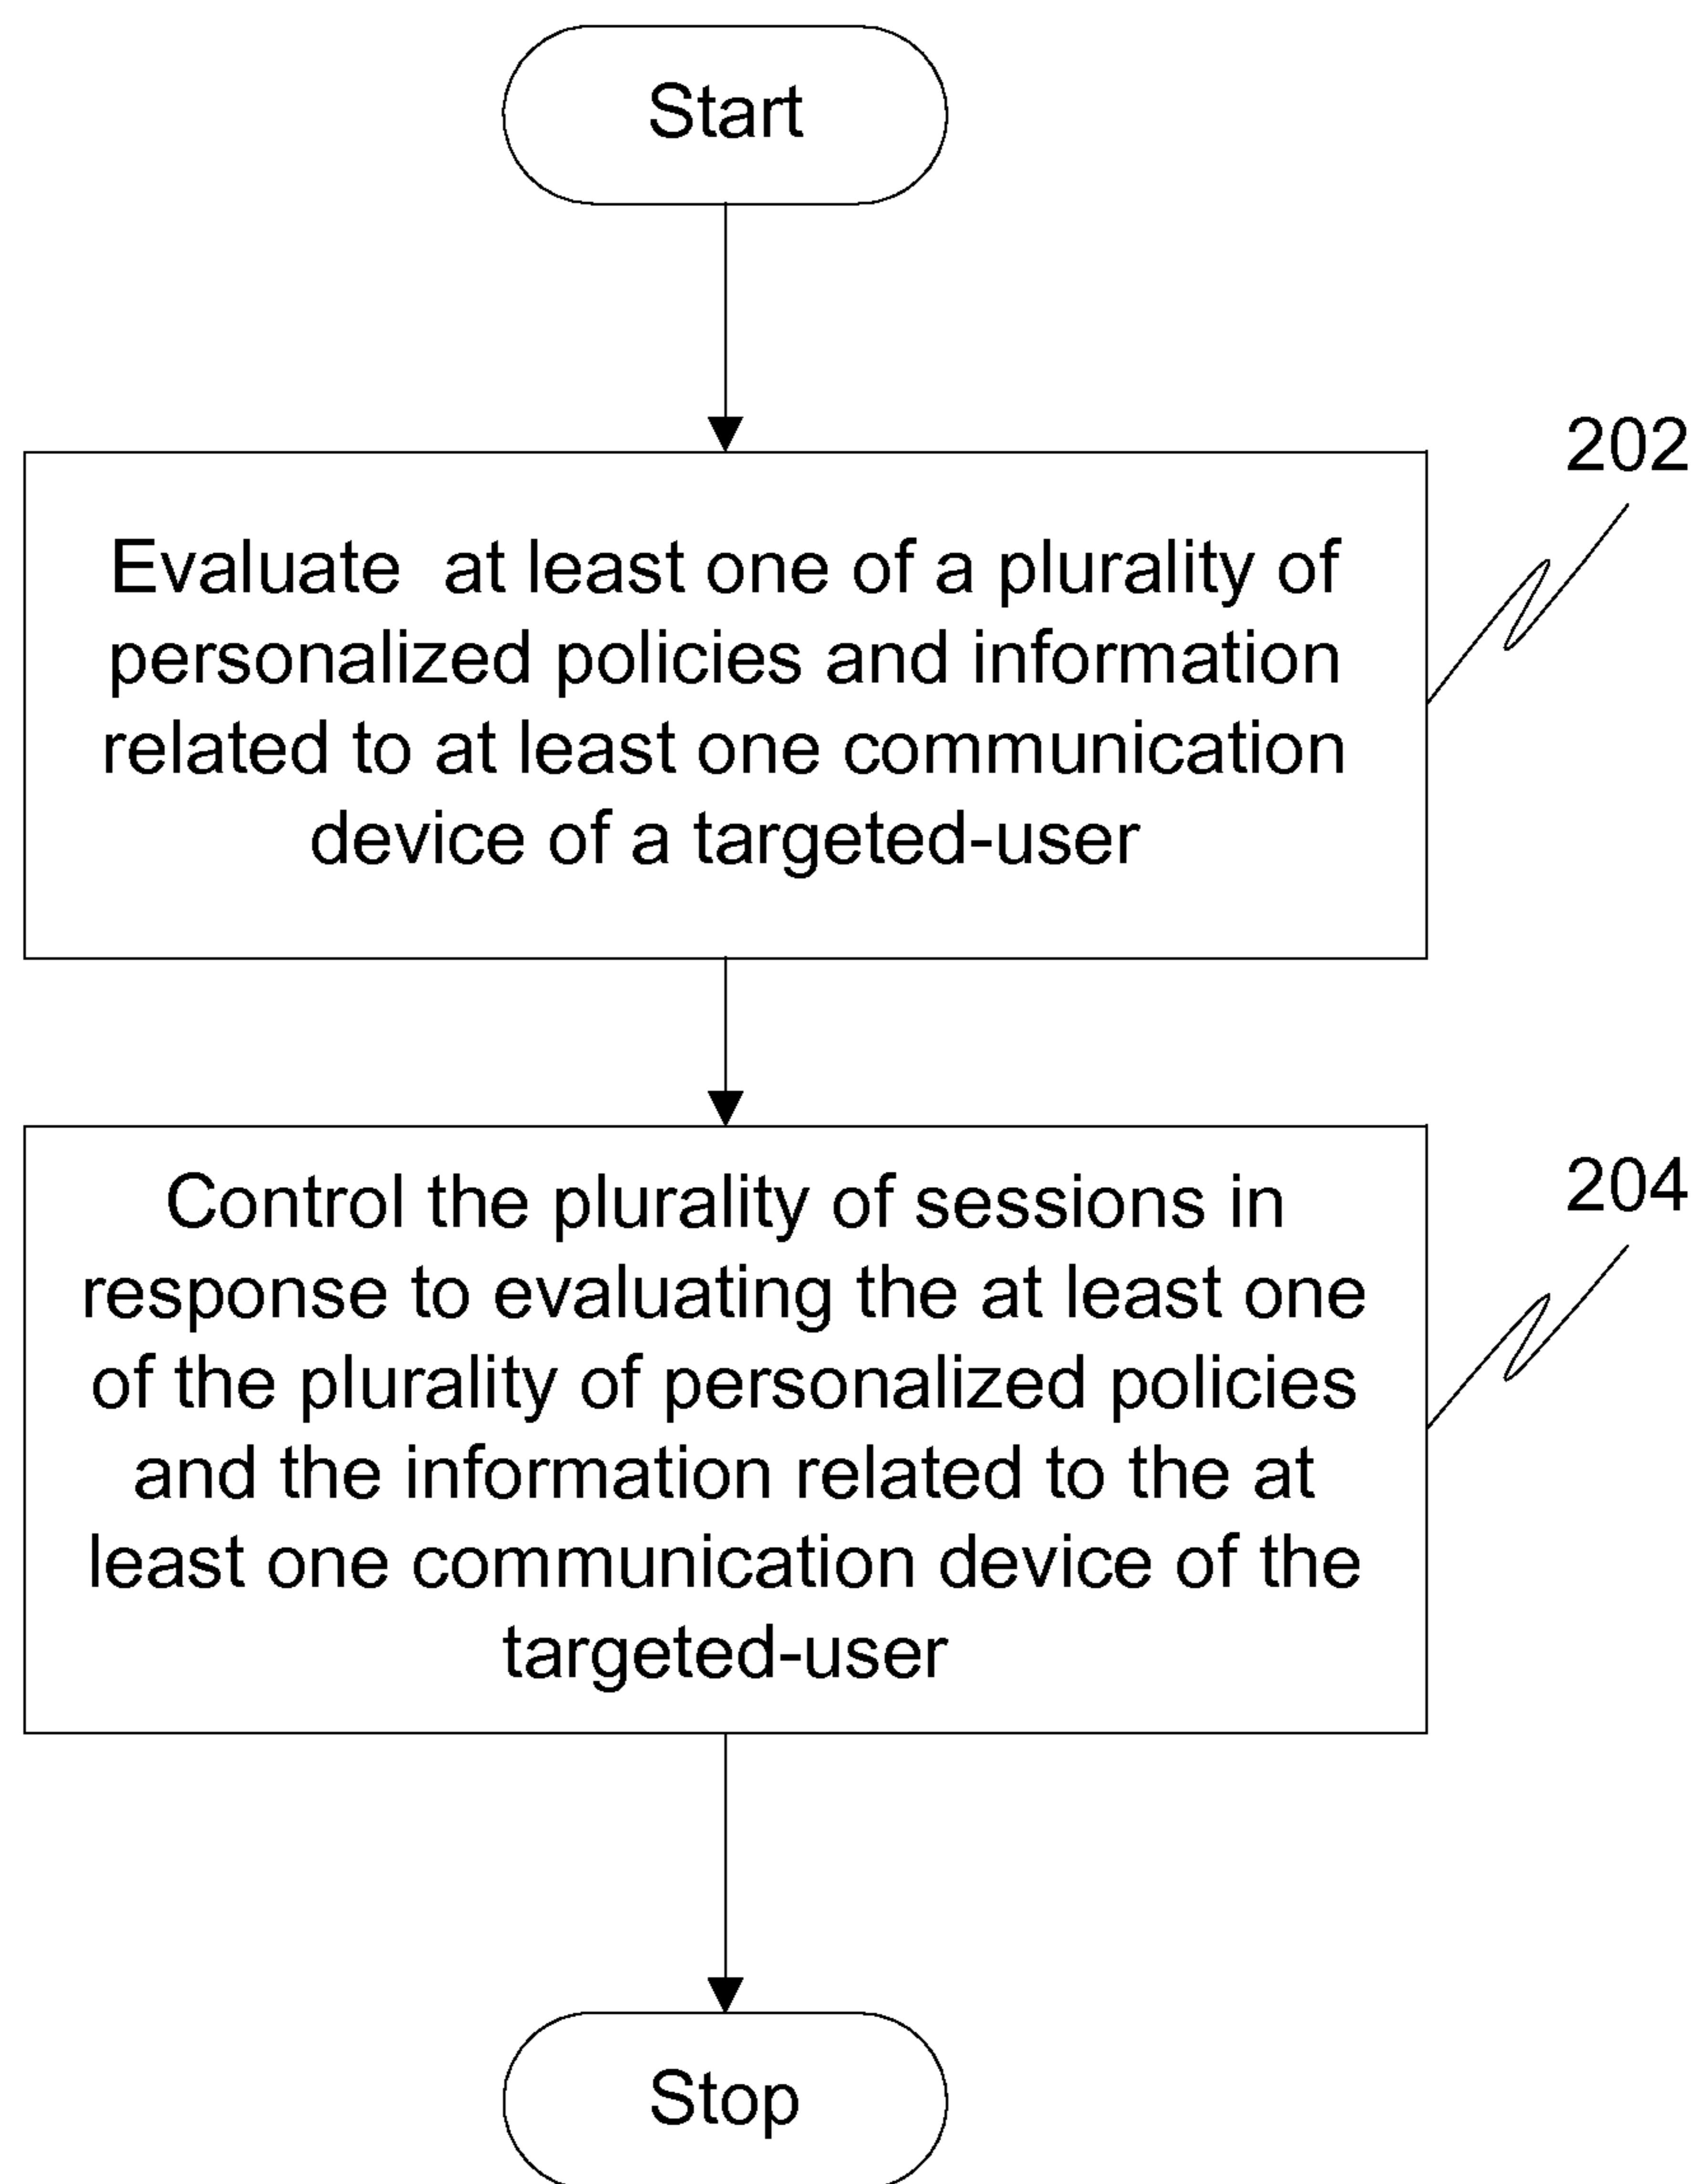 Start
202
Evaluate at least one of a plurality of
personalized policies and information
related to at least one communication
device of a targeted-user
204
Control the plurality of sessions in
response to evaluating the at least one
of the plurality of personalized policies
and the information related to the at
least one communication device of the
targeted-user
Stop